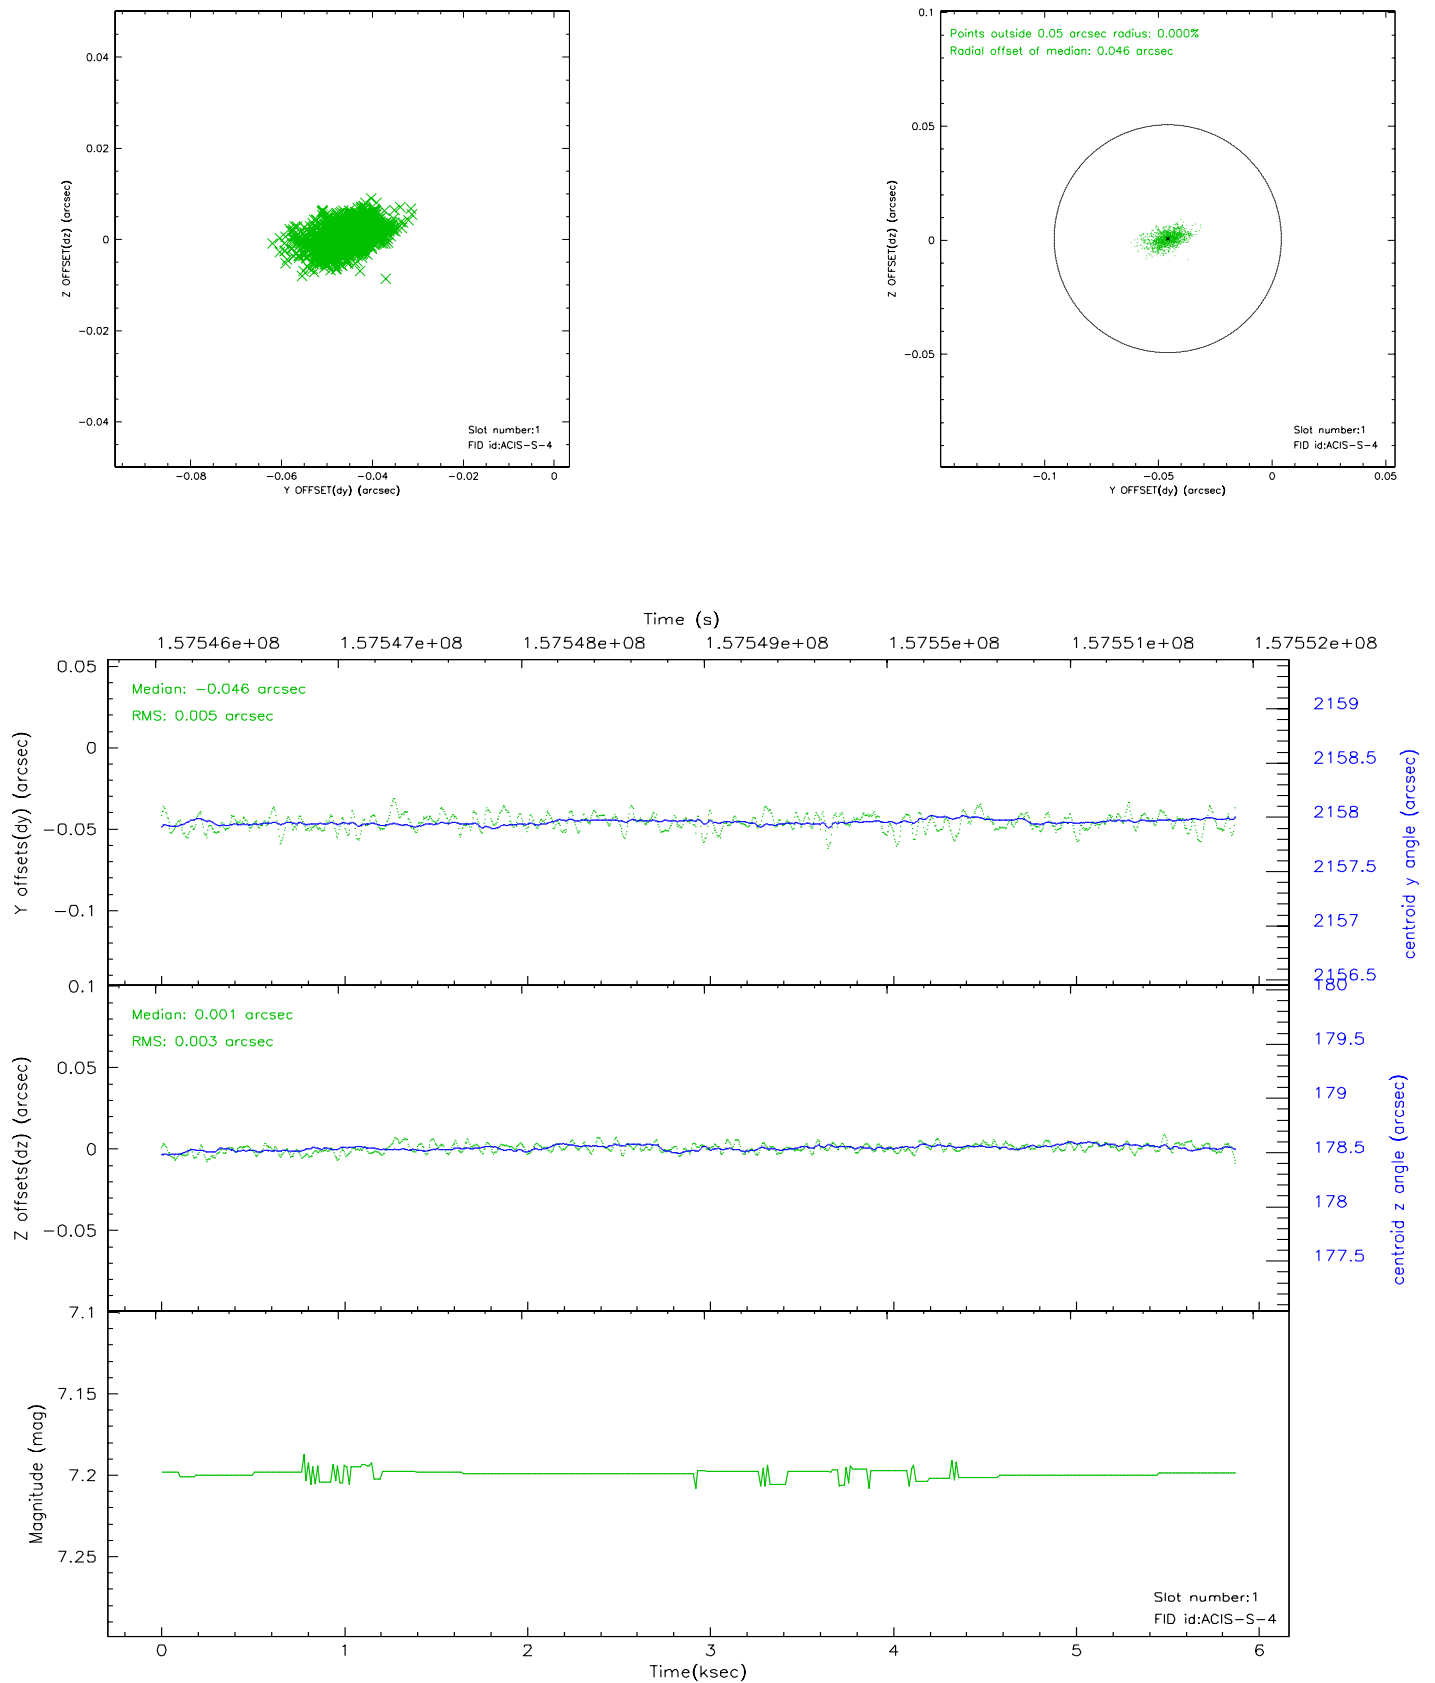 0.04
0.02
0
−0.02
−0.04
Z OFFSET(dz) (arcsec)
Slot number:1
FID id:ACIS−S−4
−0.08
−0.06
−0.04
−0.02
0
Y OFFSET(dy) (arcsec)
0.1
0.05
0
−0.05
Z OFFSET(dz) (arcsec)
Points outside 0.05 arcsec radius: 0.000%
Radial offset of median: 0.046 arcsec
Slot number:1
FID id:ACIS−S−4
−0.1
−0.05
0
0.05
Y OFFSET(dy) (arcsec)
Time (s)
1.57546e+08
1.57547e+08
1.57548e+08
1.57549e+08
1.5755e+08
1.57551e+08
1.57552e+08
0.05
0
−0.05
−0.1
Y offsets(dy) (arcsec)
Median: −0.046 arcsec
RMS: 0.005 arcsec
2159
2158.5
2158
2157.5
2157
2156.5
centroid y angle (arcsec)
0.1
0.05
0
−0.05
Z offsets(dz) (arcsec)
Median: 0.001 arcsec
RMS: 0.003 arcsec
180
179.5
179
178.5
178
177.5
centroid z angle (arcsec)
7.1
7.15
7.2
7.25
Magnitude (mag)
Slot number:1
FID id:ACIS−S−4
0
1
2
3
4
5
6
Time(ksec)